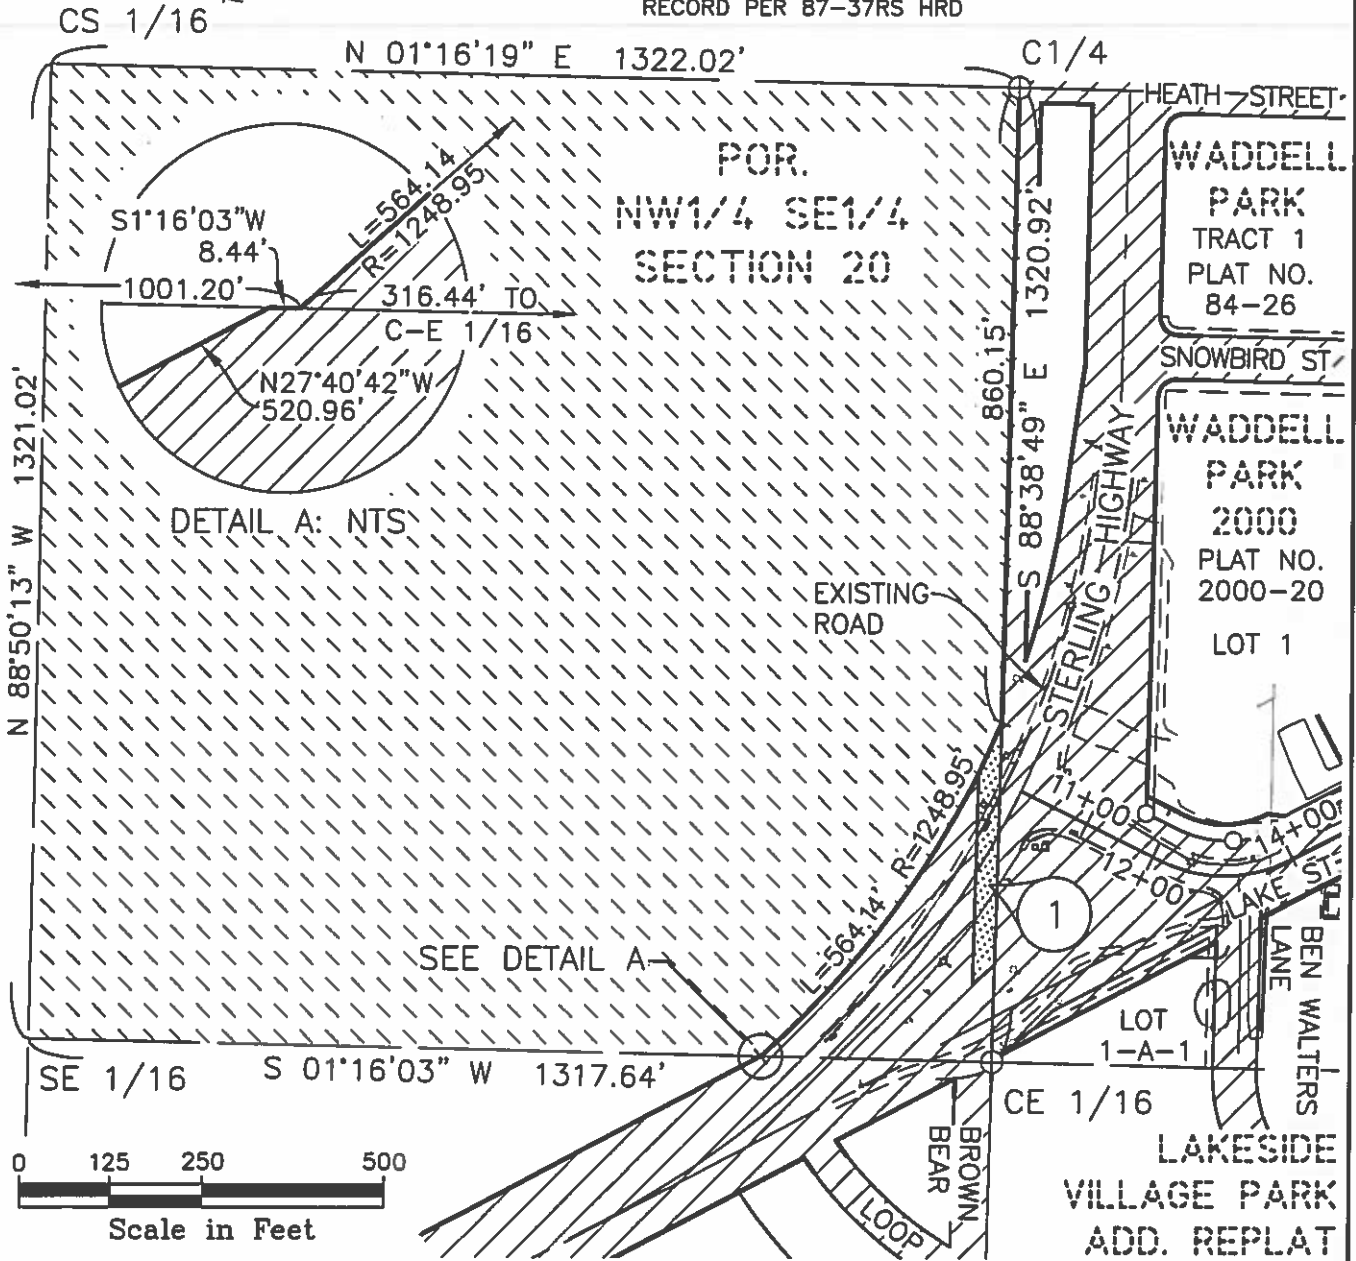 RECORD PER 87-37RS HRD
CS 1/16
N 01°16'19" E 1322.02'
C1/4
HEATH STREET
POR.
NW1/4 SE1/4
SECTION 20
WADDELL
PARK
TRACT 1
PLAT NO.
84-26
S1°16'03"W
8.44'
L=564.14
R=1248.95'
1001.20'
316.44' TO
C-E 1/16
N27°40'42"W
520.96'
DETAIL A: NTS
SNOWBIRD ST
WADDELL
PARK
2000
PLAT NO.
2000-20
LOT 1
N 88°50'13" W 1321.02'
860.15'
S 88°38'49" E 1320.92'
STERLING HIGHWAY
EXISTING
ROAD
L=564.14' R=1248.95'
11+00
12+00
14+00
LAKE ST
1
SEE DETAIL A
LOT
1-A-1
BEN WALTERS
LANE
SE 1/16
S 01°16'03" W 1317.64'
CE 1/16
BROWN
BEAR
LOOP
LAKESIDE
VILLAGE PARK
ADD. REPLAT
0 125 250 500
Scale in Feet